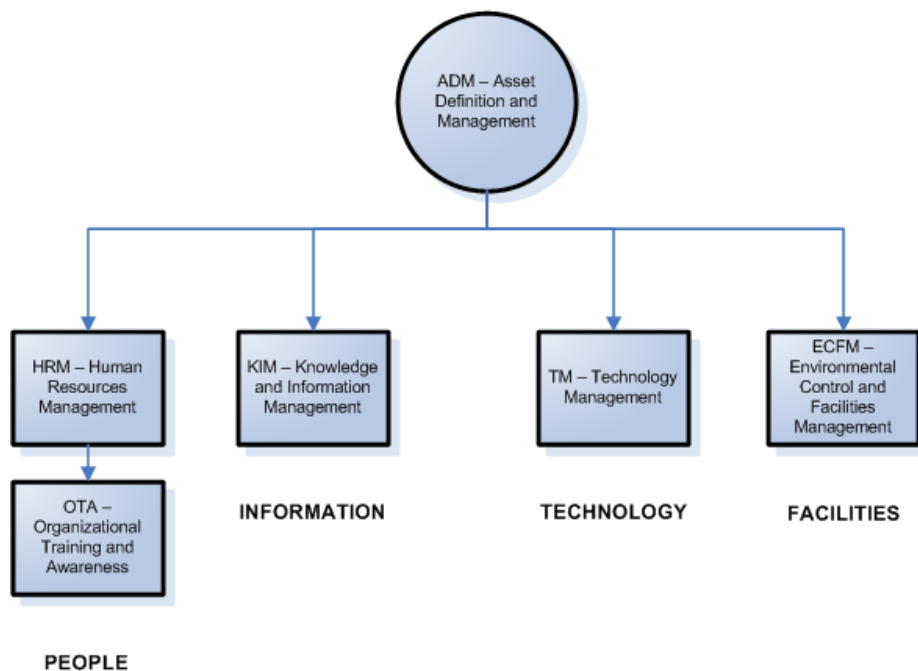 ADM – Asset
Definition and
Management
HRM – Human
Resources
Management
KIM – Knowledge
and Information
Management
TM – Technology
Management
ECFM –
Environmental
Control and
Facilities
Management
OTA –
Organizational
Training and
Awareness
INFORMATION
TECHNOLOGY
FACILITIES
PEOPLE